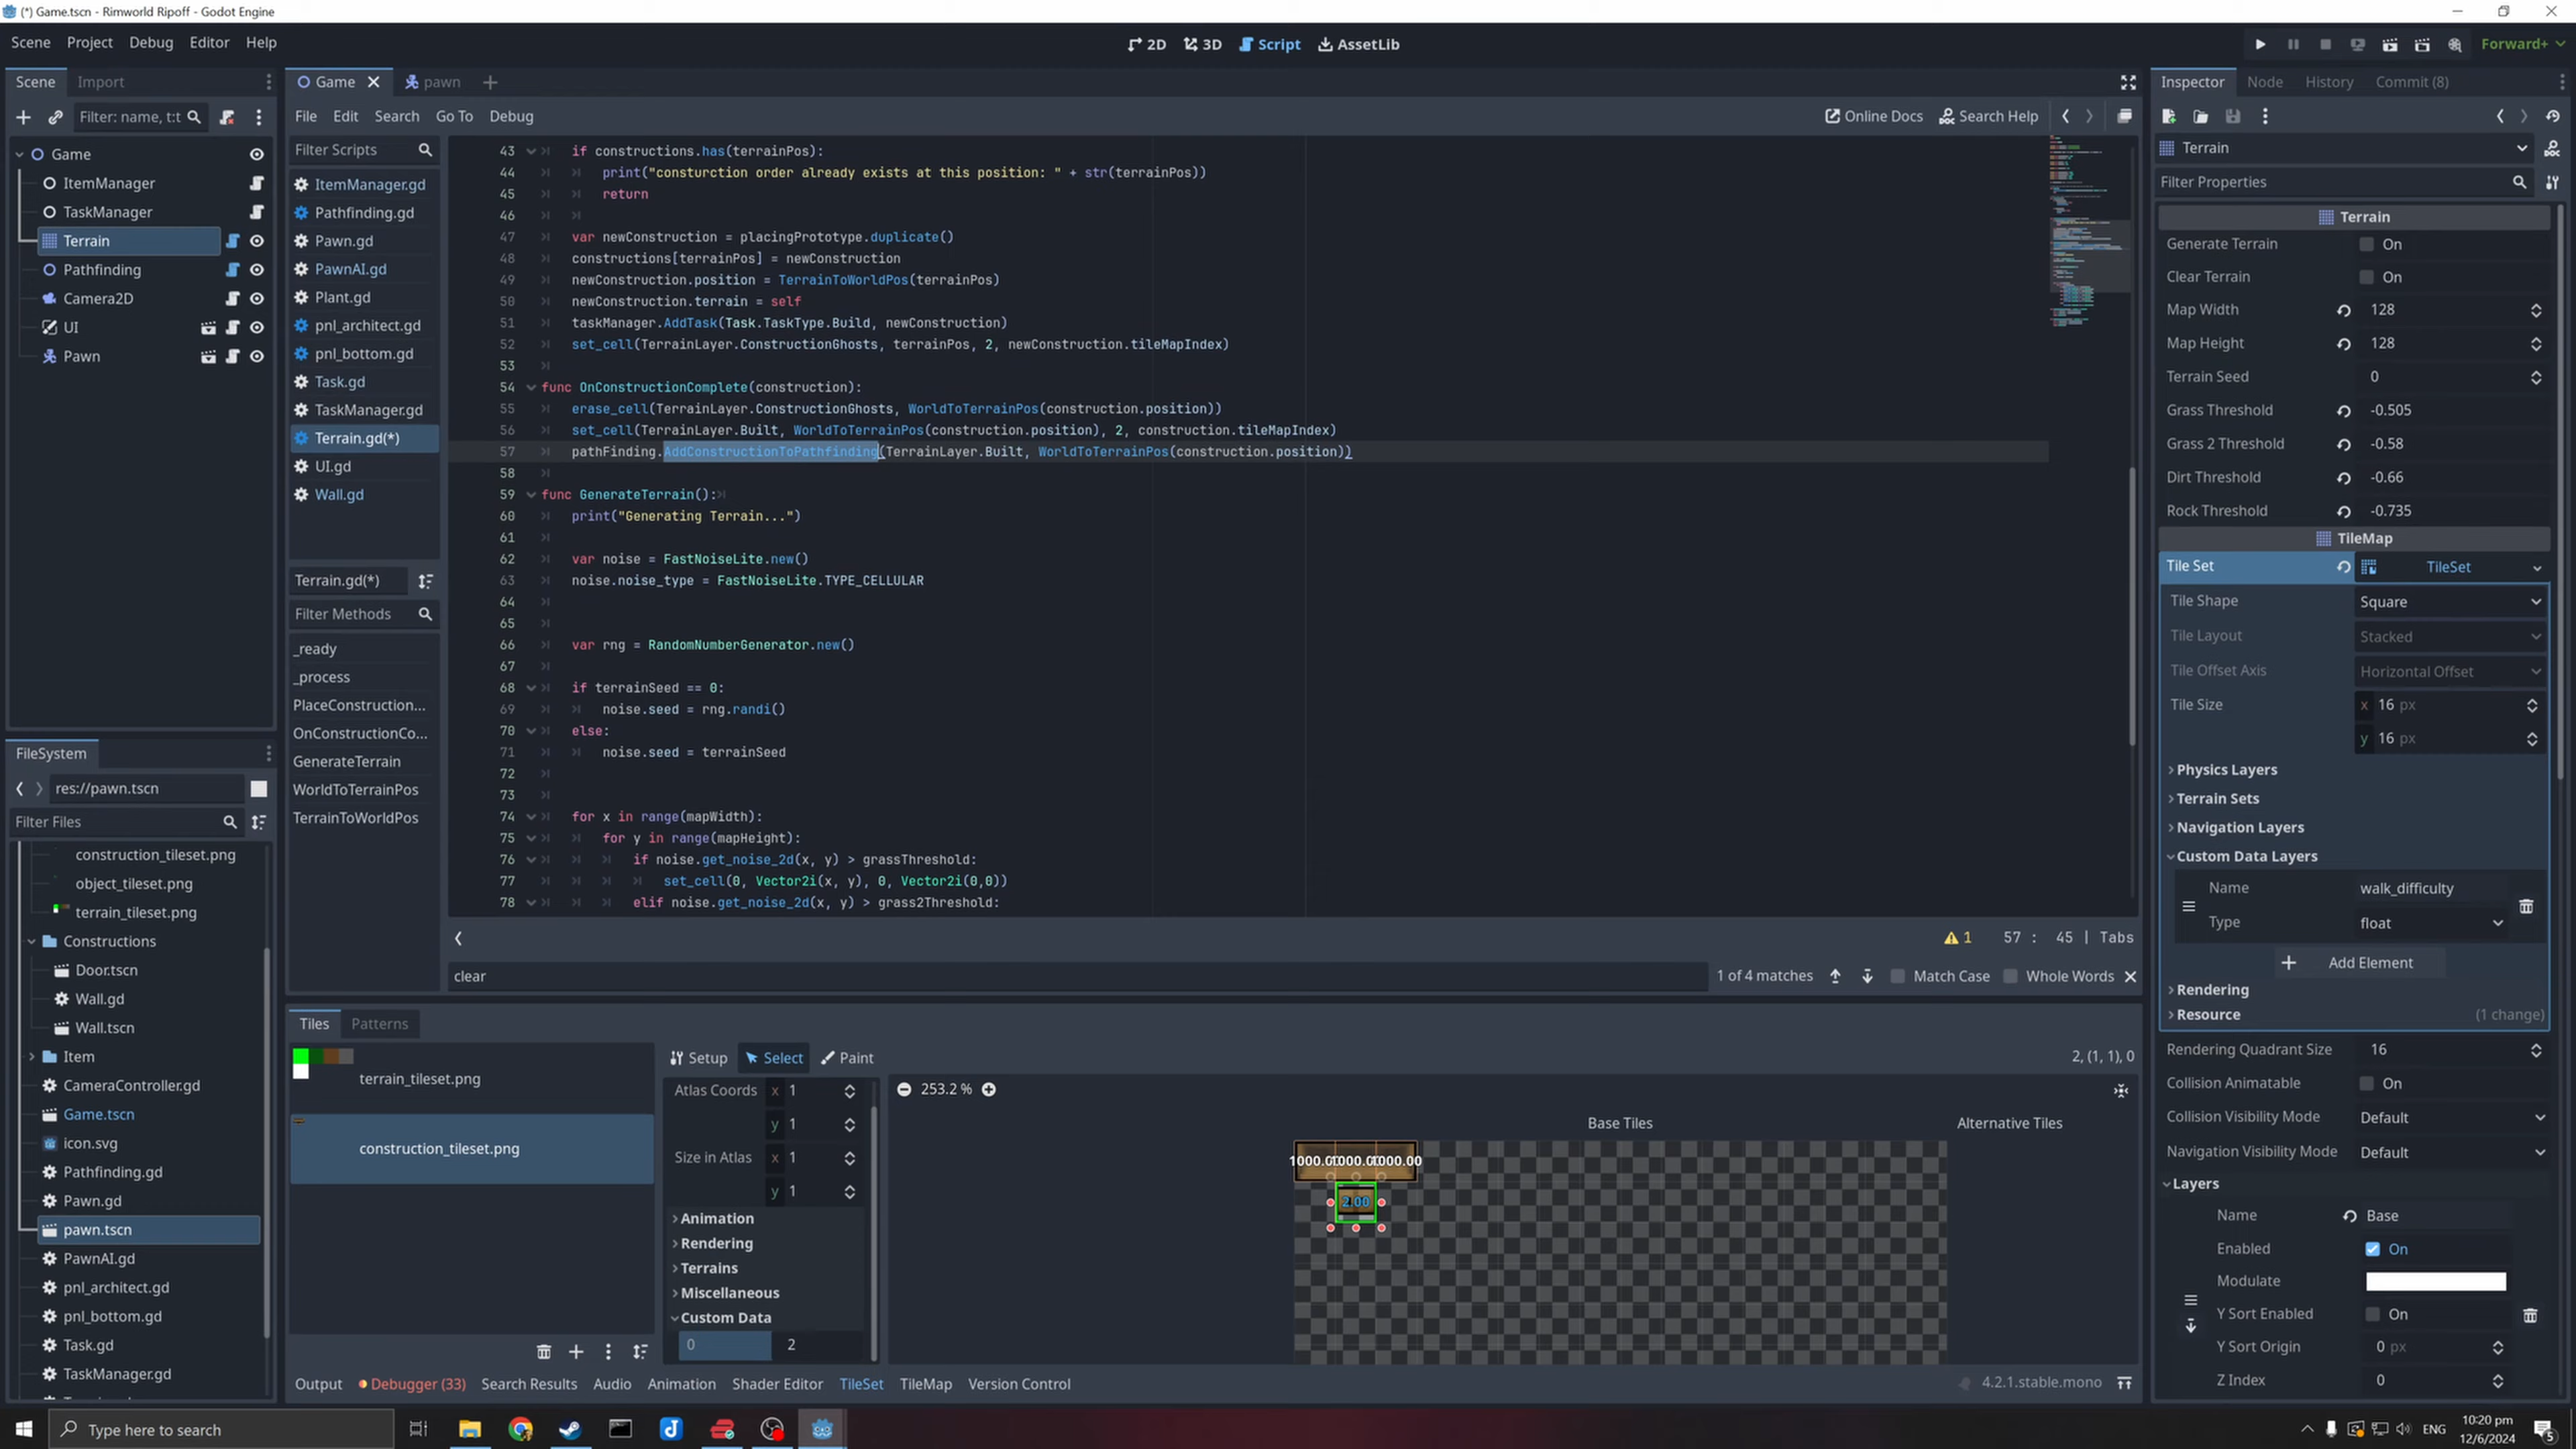 (*) Game.tscn - Rimworld Ripoff - Godot Engine
Scene Project Debug Editor Help
2D 3D Script AssetLib
Forward+
Scene Import
Filter: name, t:t
Game
ItemManager
TaskManager
Terrain
Pathfinding
Camera2D
UI
Pawn
FileSystem
res://pawn.tscn
Filter Files
construction_tileset.png
object_tileset.png
terrain_tileset.png
Constructions
Door.tscn
Wall.gd
Wall.tscn
Item
CameraController.gd
Game.tscn
icon.svg
Pathfinding.gd
Pawn.gd
pawn.tscn
PawnAI.gd
pnl_architect.gd
pnl_bottom.gd
Task.gd
TaskManager.gd
Game pawn
File Edit Search Go To Debug
Online Docs Search Help
Filter Scripts
ItemManager.gd
Pathfinding.gd
Pawn.gd
PawnAI.gd
Plant.gd
pnl_architect.gd
pnl_bottom.gd
Task.gd
TaskManager.gd
Terrain.gd(*)
UI.gd
Wall.gd
Terrain.gd(*)
Filter Methods
_ready
_process
PlaceConstruction...
OnConstructionCo...
GenerateTerrain
WorldToTerrainPos
TerrainToWorldPos
43 if constructions.has(terrainPos):
44 print("consturction order already exists at this position: " + str(terrainPos))
45 return
46
47 var newConstruction = placingPrototype.duplicate()
48 constructions[terrainPos] = newConstruction
49 newConstruction.position = TerrainToWorldPos(terrainPos)
50 newConstruction.terrain = self
51 taskManager.AddTask(Task.TaskType.Build, newConstruction)
52 set_cell(TerrainLayer.ConstructionGhosts, terrainPos, 2, newConstruction.tileMapIndex)
53
54 func OnConstructionComplete(construction):
55 erase_cell(TerrainLayer.ConstructionGhosts, WorldToTerrainPos(construction.position))
56 set_cell(TerrainLayer.Built, WorldToTerrainPos(construction.position), 2, construction.tileMapIndex)
57 pathFinding.AddConstructionToPathfinding(TerrainLayer.Built, WorldToTerrainPos(construction.position))
58
59 func GenerateTerrain():
60 print("Generating Terrain...")
61
62 var noise = FastNoiseLite.new()
63 noise.noise_type = FastNoiseLite.TYPE_CELLULAR
64
65
66 var rng = RandomNumberGenerator.new()
67
68 if terrainSeed == 0:
69 noise.seed = rng.randi()
70 else:
71 noise.seed = terrainSeed
72
73
74 for x in range(mapWidth):
75 for y in range(mapHeight):
76 if noise.get_noise_2d(x, y) > grassThreshold:
77 set_cell(0, Vector2i(x, y), 0, Vector2i(0,0))
78 elif noise.get_noise_2d(x, y) > grass2Threshold:
1 57 : 45 | Tabs
clear 1 of 4 matches Match Case Whole Words
Tiles Patterns
terrain_tileset.png
construction_tileset.png
Setup Select Paint
2, (1, 1), 0
Atlas Coords x 1
y 1
Size in Atlas x 1
y 1
Animation
Rendering
Terrains
Miscellaneous
Custom Data
0 2
253.2 %
Base Tiles Alternative Tiles
1000.00
2.00
Output Debugger (33) Search Results Audio Animation Shader Editor TileSet TileMap Version Control
4.2.1.stable.mono
Inspector Node History Commit (8)
Terrain
Filter Properties
Terrain
Generate Terrain On
Clear Terrain On
Map Width 128
Map Height 128
Terrain Seed 0
Grass Threshold -0.505
Grass 2 Threshold -0.58
Dirt Threshold -0.66
Rock Threshold -0.735
TileMap
Tile Set TileSet
Tile Shape Square
Tile Layout Stacked
Tile Offset Axis Horizontal Offset
Tile Size x 16 px
y 16 px
Physics Layers
Terrain Sets
Navigation Layers
Custom Data Layers
Name walk_difficulty
Type float
Add Element
Rendering
Resource (1 change)
Rendering Quadrant Size 16
Collision Animatable On
Collision Visibility Mode Default
Navigation Visibility Mode Default
Layers
Name Base
Enabled On
Modulate
Y Sort Enabled On
Y Sort Origin 0 px
Z Index 0
Type here to search
ENG
10:20 pm
12/6/2024
5